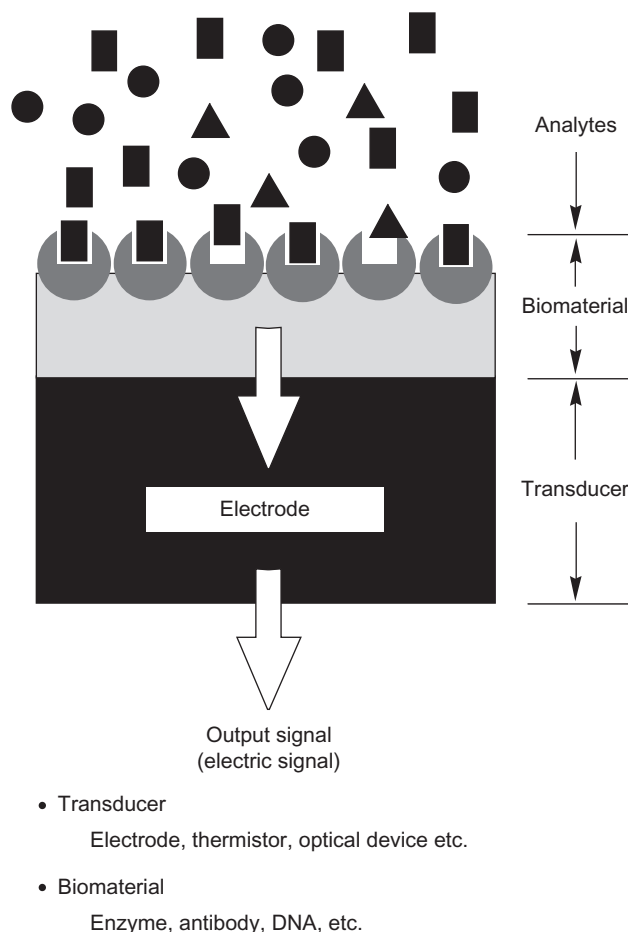 Analytes
Biomaterial
Transducer
Electrode
Output signal
(electric signal)
• Transducer
Electrode, thermistor, optical device etc.
• Biomaterial
Enzyme, antibody, DNA, etc.